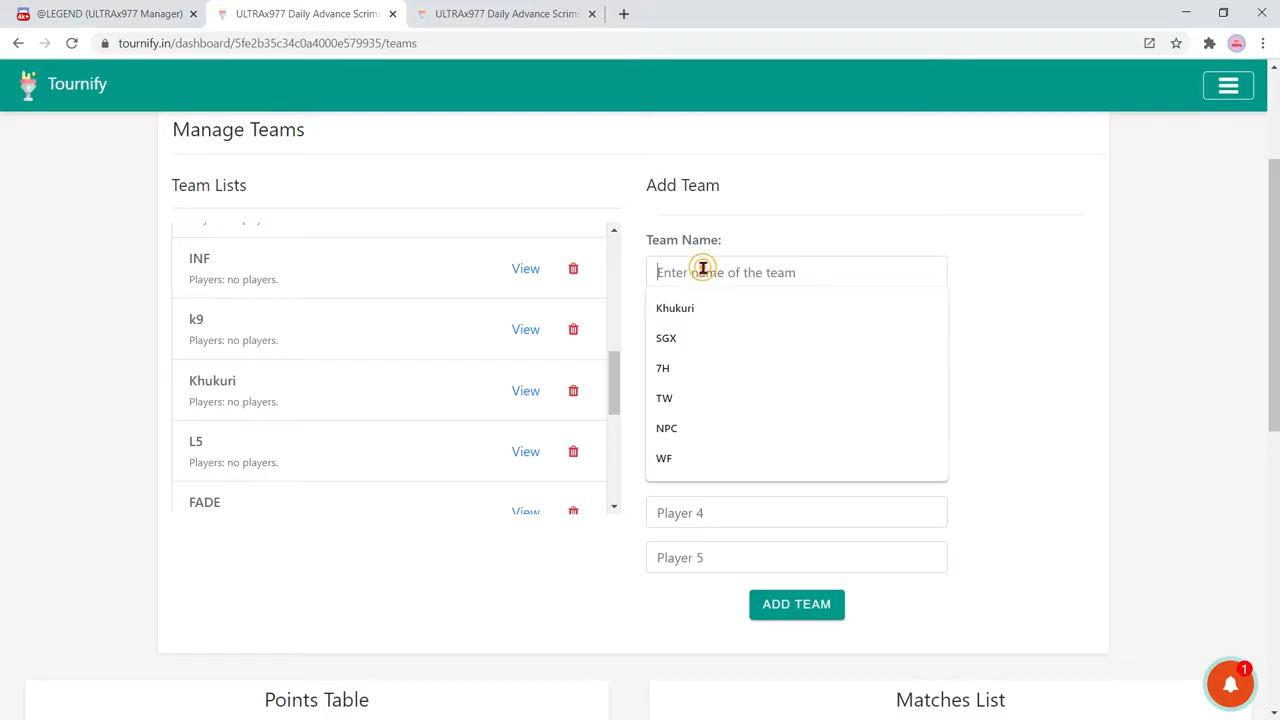 @LEGEND (ULTRAx977 Manager)
ULTRAx977 Daily Advance Scrims
ULTRAx977 Daily Advance Scrims
tournify.in/dashboard/5fe2b35c34c0a4000e579935/teams
Tournify
Manage Teams
Team Lists
INF
Players: no players.
View
k9
Players: no players.
View
Khukuri
Players: no players.
View
L5
Players: no players.
View
FADE
View
Add Team
Team Name:
Enter name of the team
Khukuri
SGX
7H
TW
NPC
WF
Player 4
Player 5
ADD TEAM
Points Table
Matches List
1